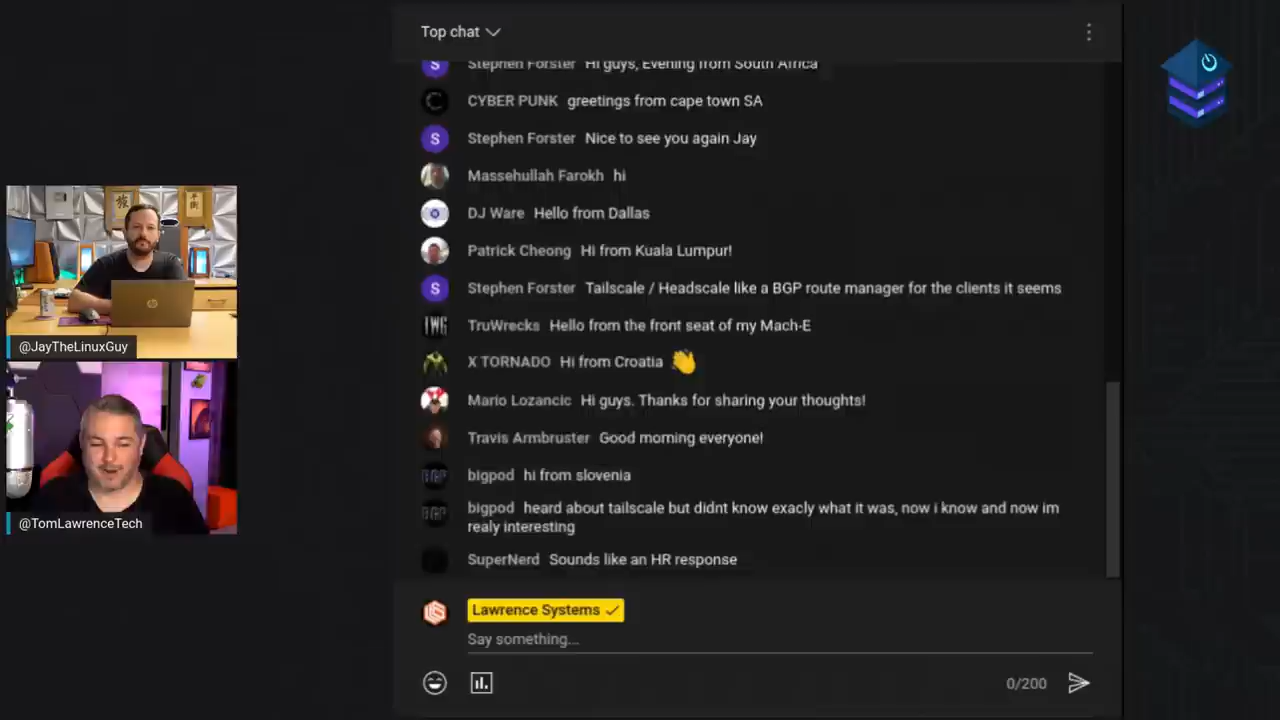 Top chat
Stephen Forster Hi guys, Evening from South Africa
CYBER PUNK greetings from cape town SA
S Stephen Forster Nice to see you again Jay
Massehullah Farokh hi
DJ Ware Hello from Dallas
Patrick Cheong Hi from Kuala Lumpur!
S Stephen Forster Tailscale / Headscale like a BGP route manager for the clients it seems
TruWrecks Hello from the front seat of my Mach-E
X TORNADO Hi from Croatia 👋
Mario Lozancic Hi guys. Thanks for sharing your thoughts!
Travis Armbruster Good morning everyone!
bigpod hi from slovenia
bigpod heard about tailscale but didnt know exacly what it was, now i know and now im
realy interesting
SuperNerd Sounds like an HR response
Lawrence Systems
Say something...
0/200
@JayTheLinuxGuy
@TomLawrenceTech